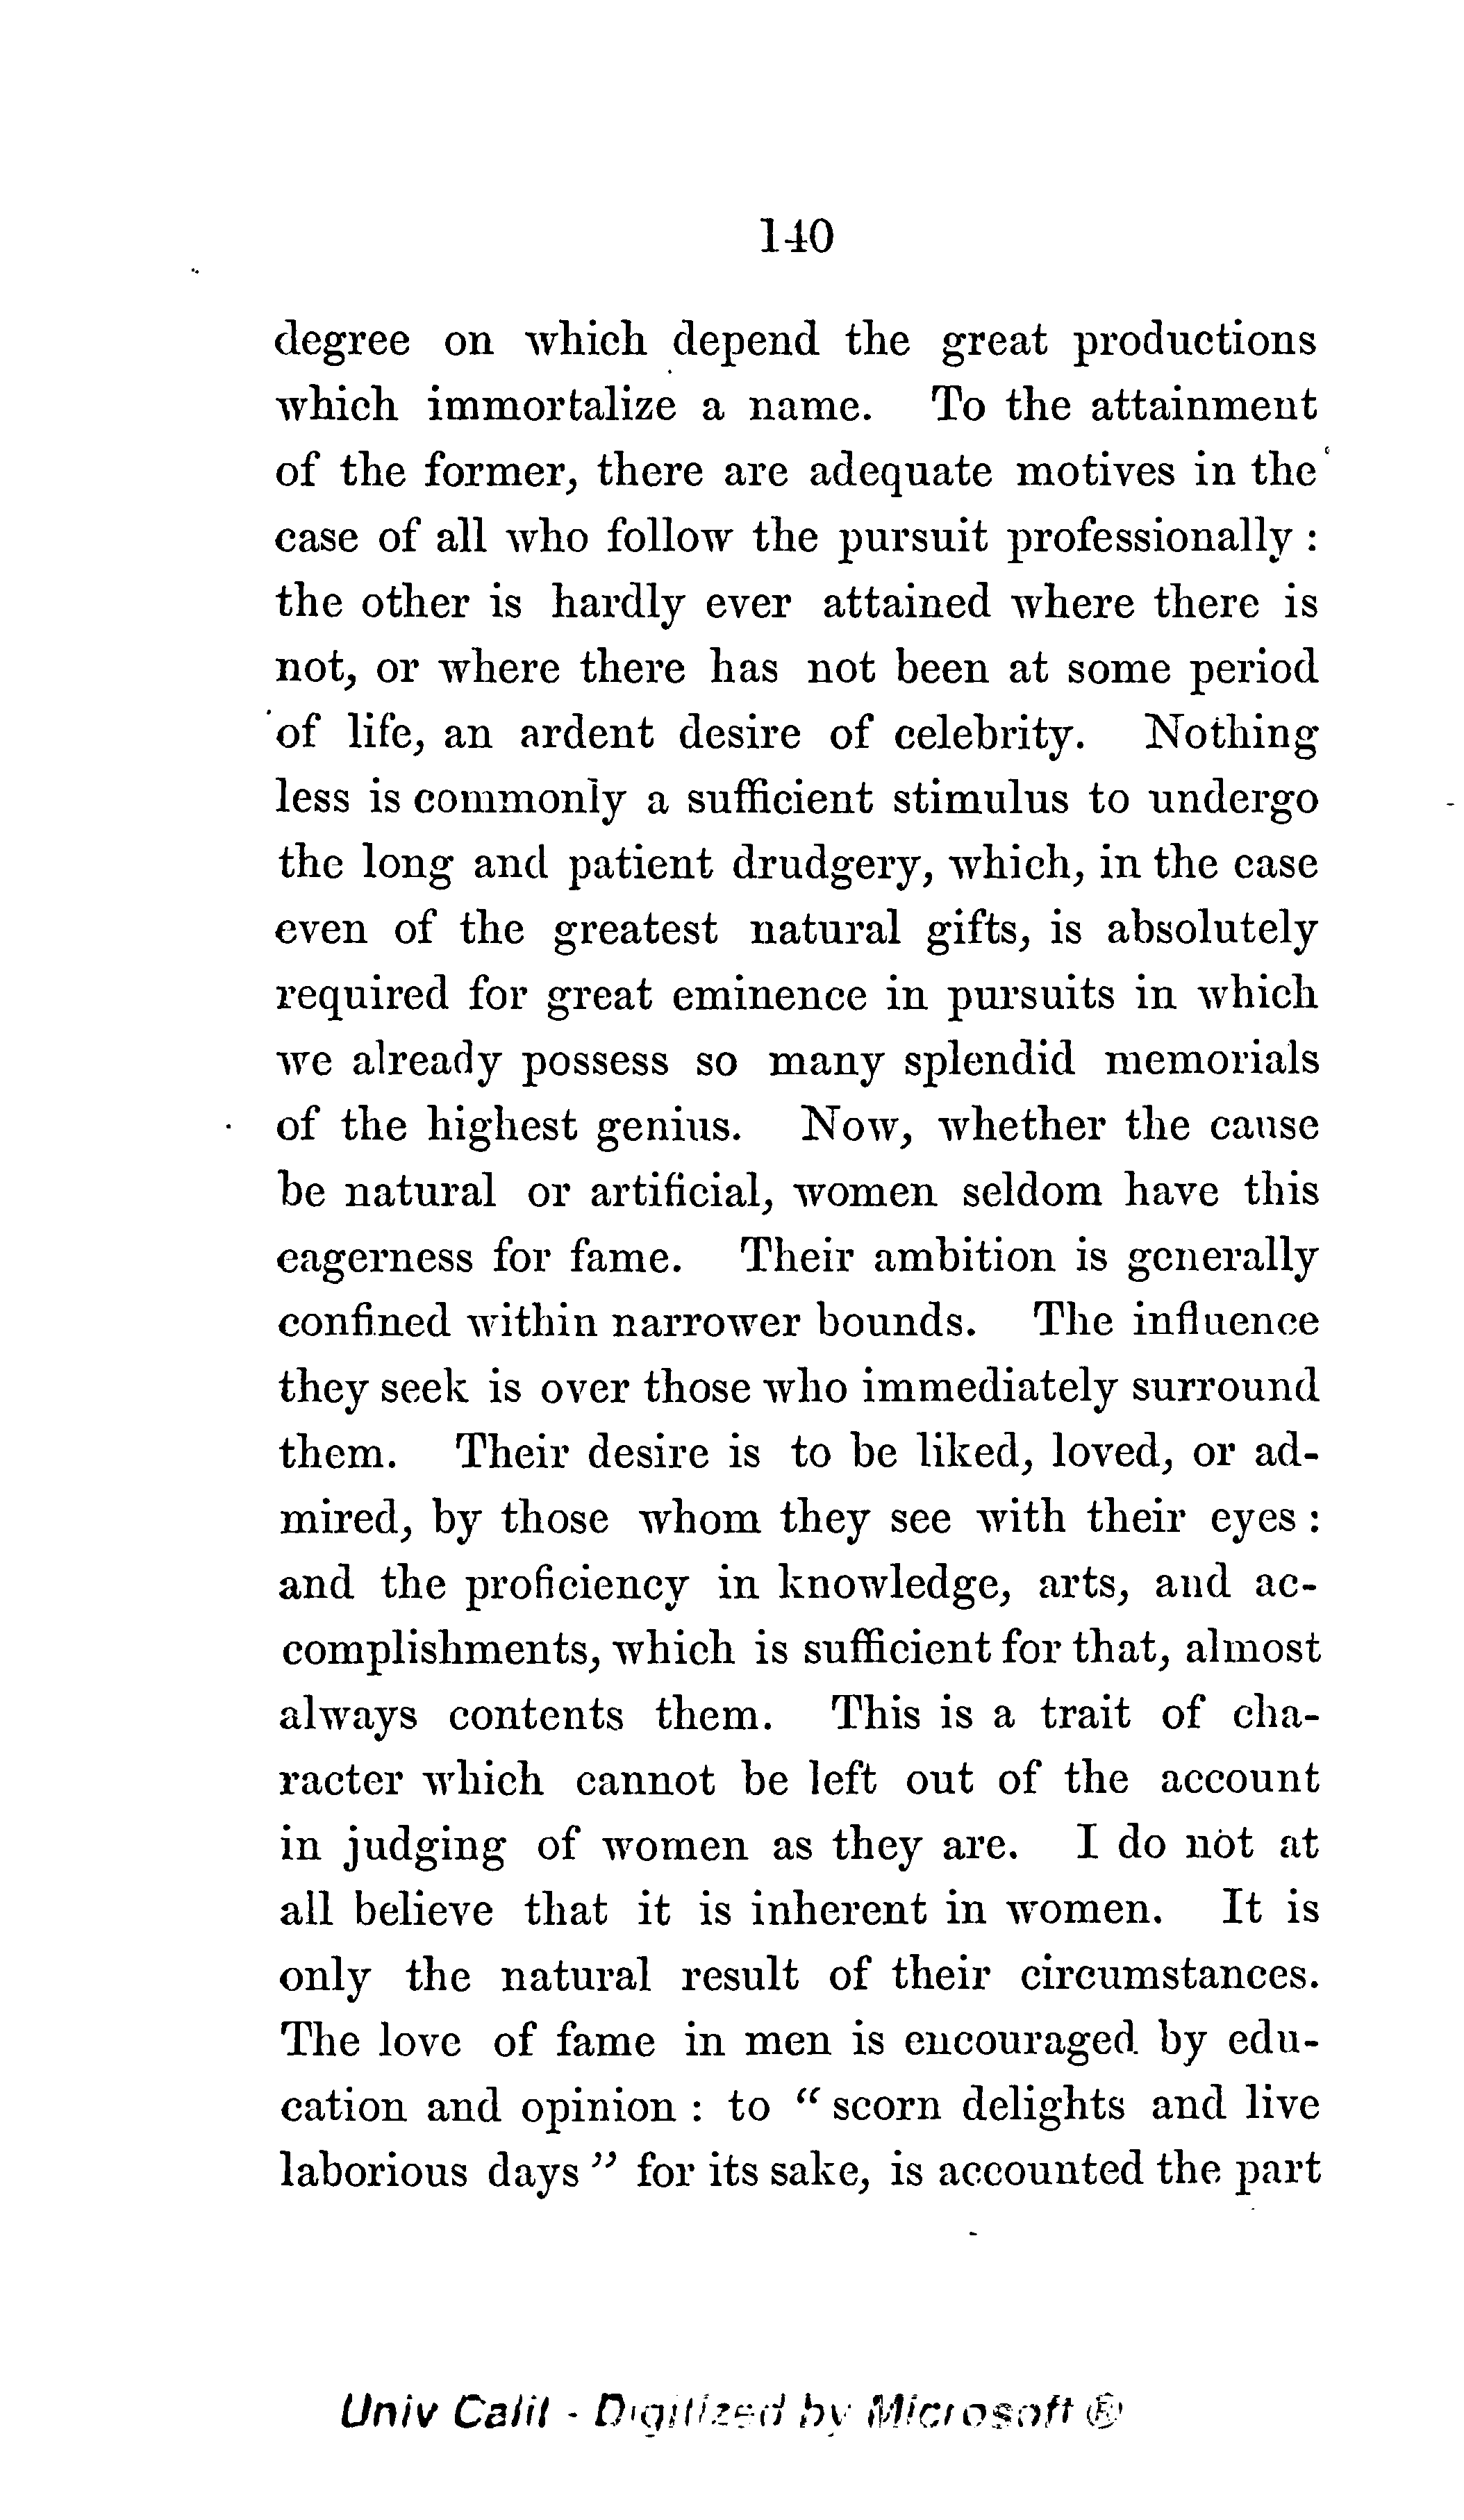 140
degree on which depend the great productions
which immortalize a name. To the attainment
of the former, there are adequate motives in the
case of all who follow the pursuit professionally :
the other is hardly ever attained where there is
not, or where there has not been at some period
of life, an ardent desire of celebrity. Nothing
less is commonly a sufficient stimulus to undergo
the long and patient drudgery, which, in the case
even of the greatest natural gifts, is absolutely
required for great eminence in pursuits in which
we already possess so many splendid memorials
of the highest genius. Now, whether the cause
be natural or artificial, women seldom have this
eagerness for fame. Their ambition is generally
confined within narrower bounds. The influence
they seek is over those who immediately surround
them. Their desire is to be liked, loved, or ad-
mired, by those whom they see with their eyes :
and the proficiency in knowledge, arts, and ac-
complishments, which is sufficient for that, almost
always contents them. This is a trait of cha-
racter which cannot be left out of the account
in judging of women as they are. I do not at
all believe that it is inherent in women. It is
only the natural result of their circumstances.
The love of fame in men is encouraged by edu-
cation and opinion : to “ scorn delights and live
laborious days ” for its sake, is accounted the part
Univ Calif - Digitized by Microsoft ®